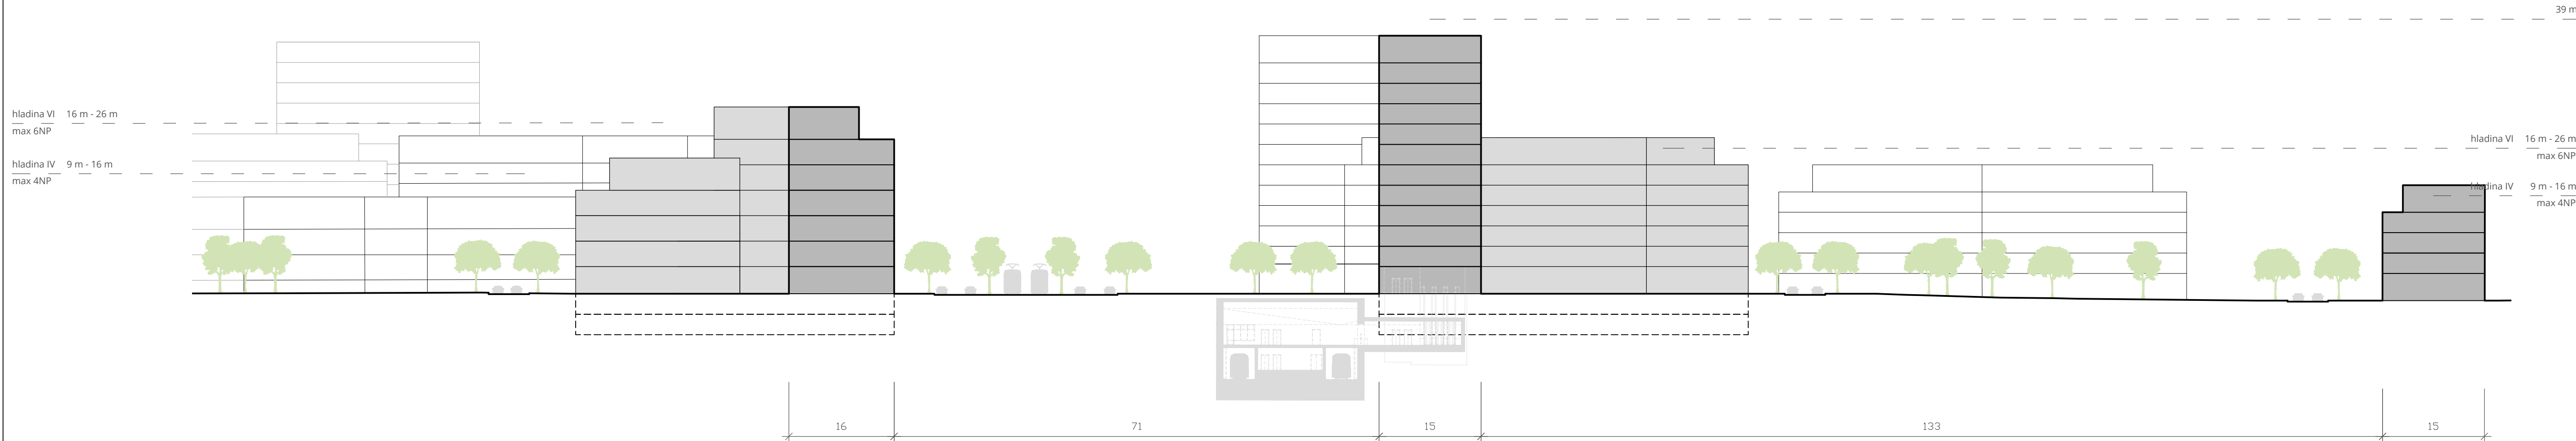 39 m
hladina VI 16 m - 26 m
max 6NP
hladina IV 9 m - 16 m
max 4NP
hladina VI 16 m - 26 m
max 6NP
hladina IV 9 m - 16 m
max 4NP
16
71
15
133
15